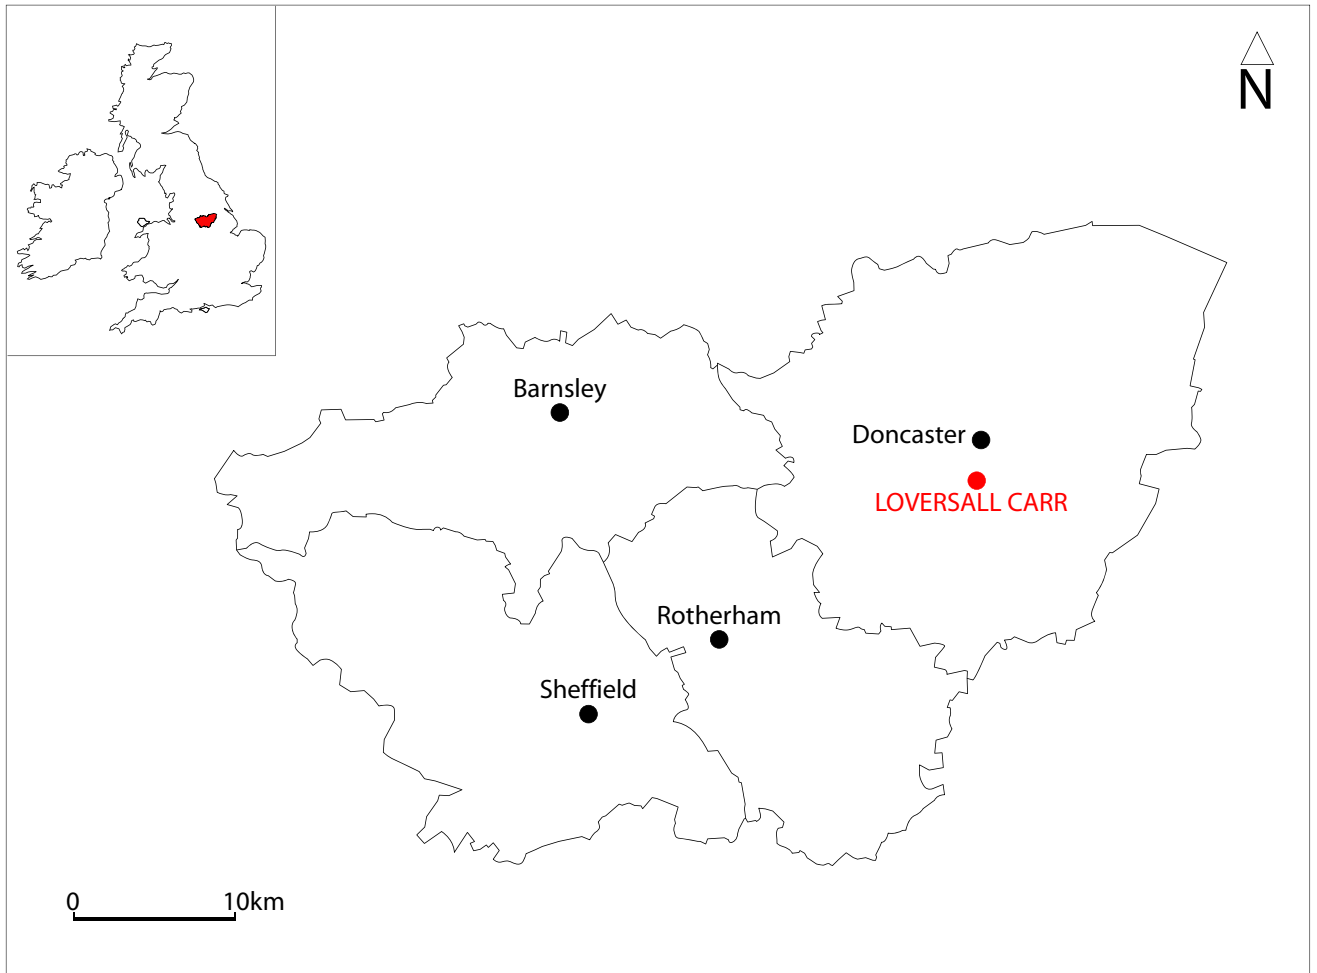 N
Barnsley
Doncaster
LOVERSALL CARR
Rotherham
Sheffield
0 10km